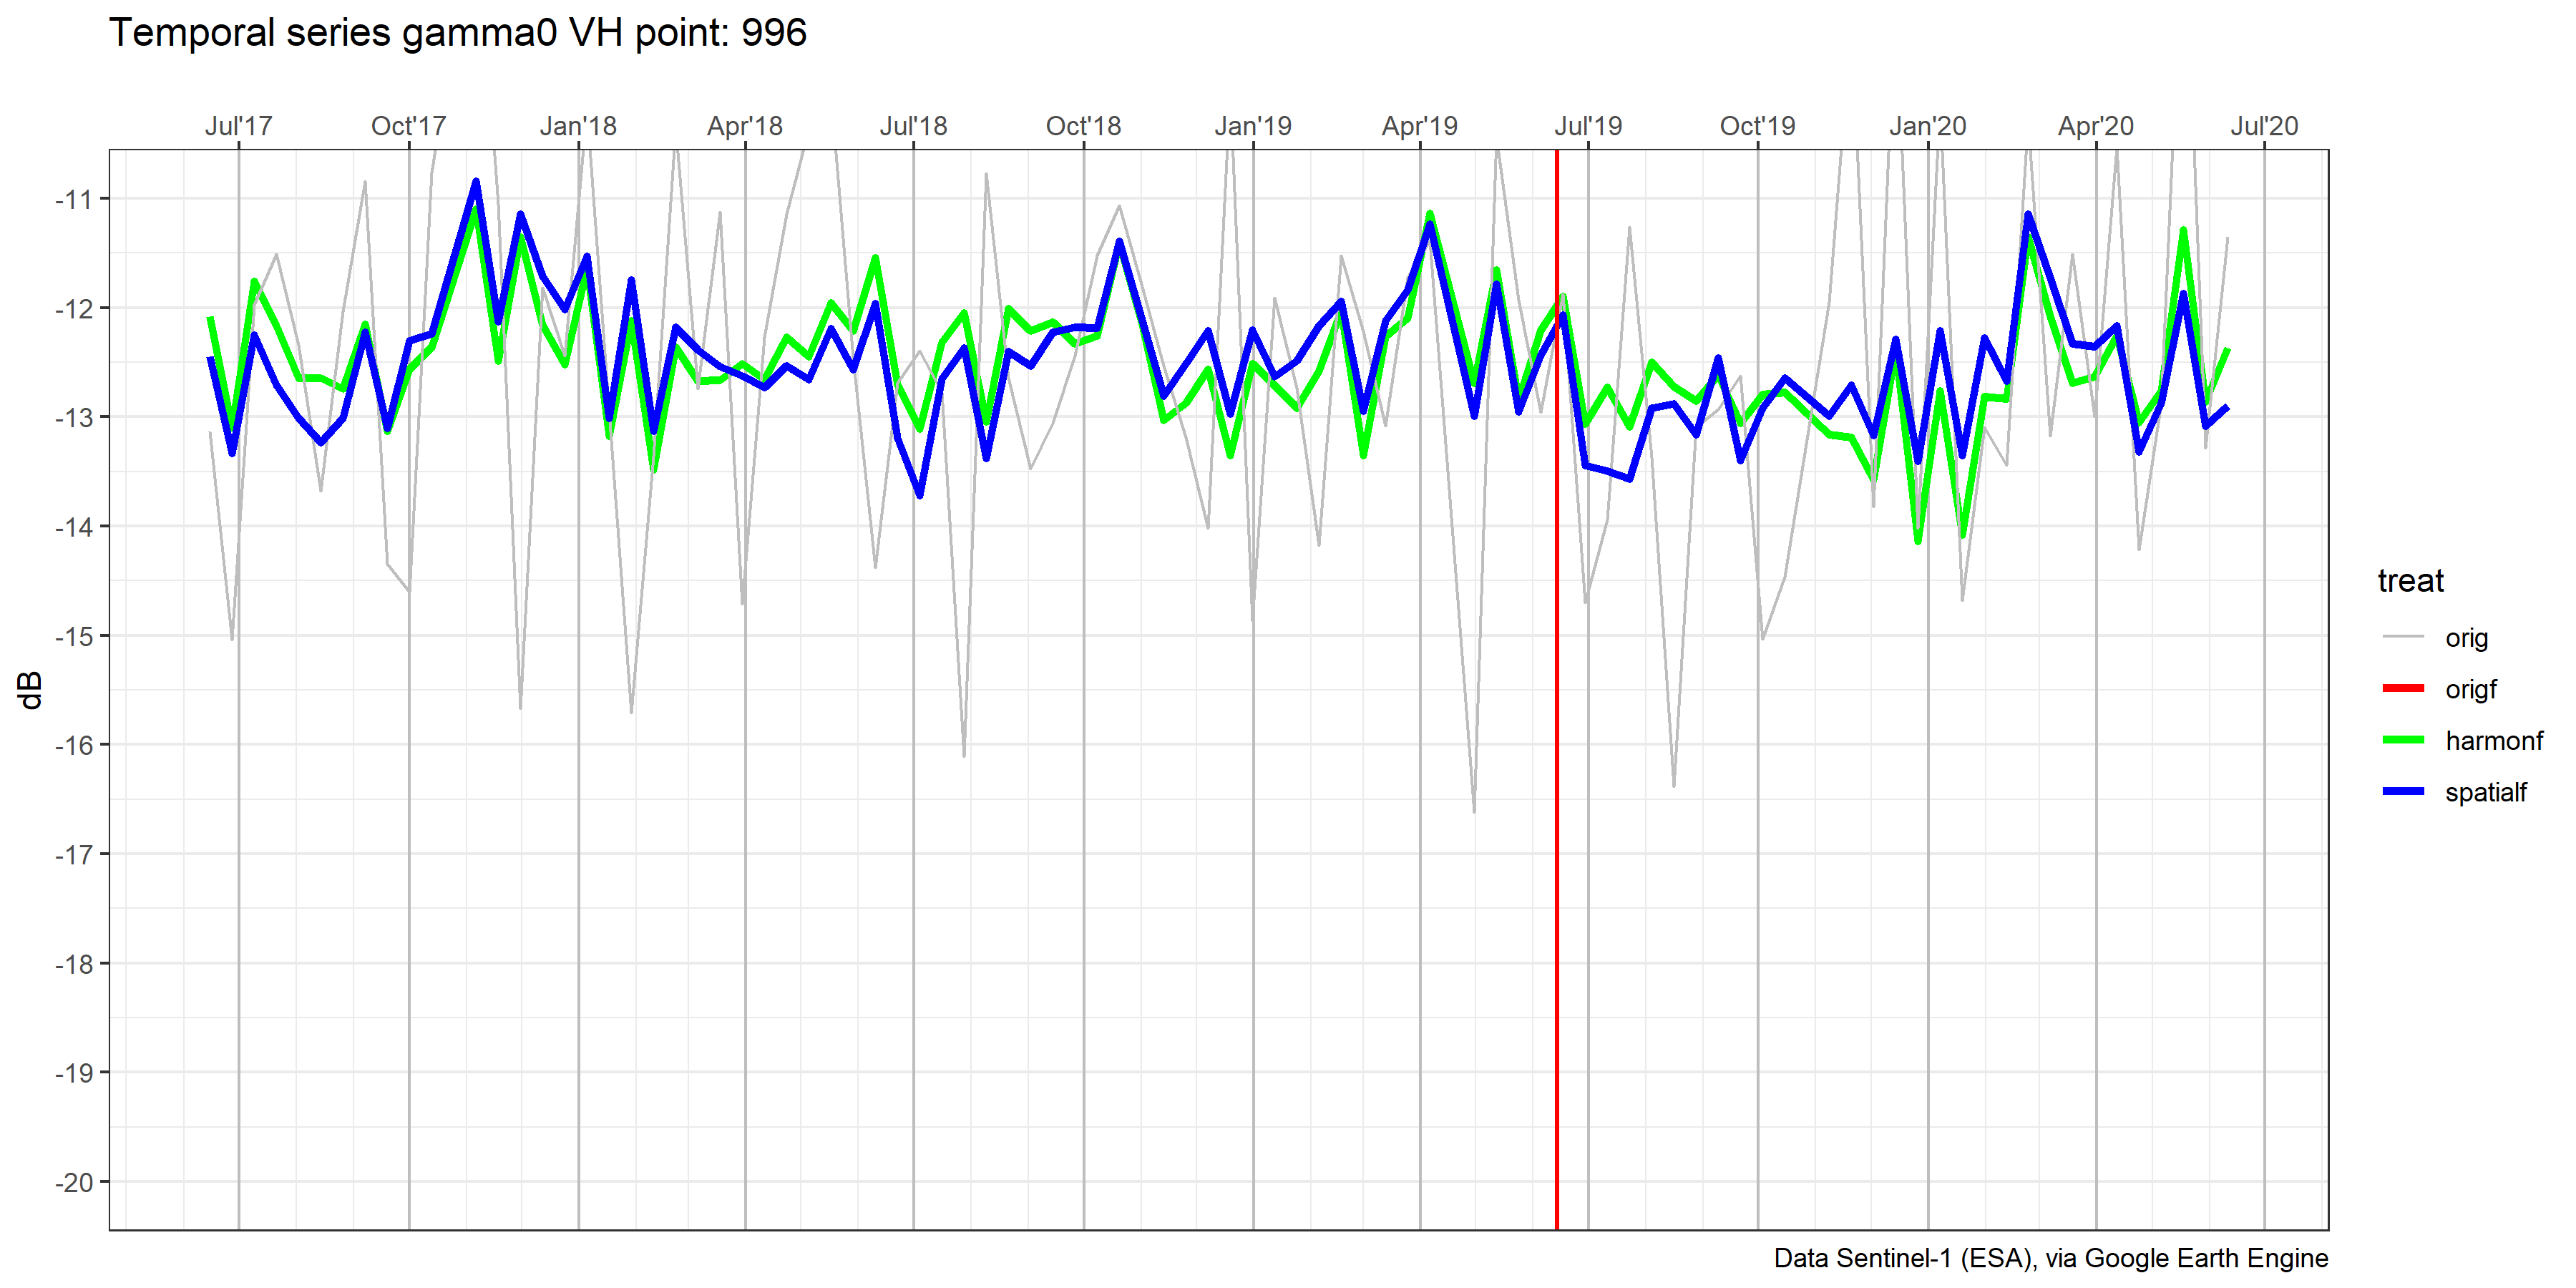 Temporal series gamma0 VH point: 996
Jul'17 Oct'17 Jan'18 Apr'18 Jul'18 Oct'18 Jan'19 Apr'19 Jul'19 Oct'19 Jan'20 Apr'20 Jul'20
-11
-12
-13
-14
-15
-16
-17
-18
-19
-20
dB
treat
orig
origf
harmonf
spatialf
Data Sentinel-1 (ESA), via Google Earth Engine